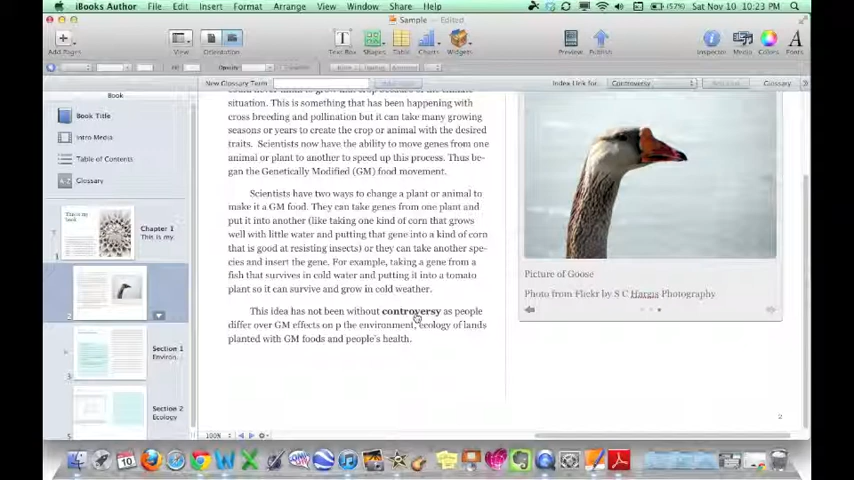 iBooks Author File Edit Insert Format Arrange View Window Share Help (57%) Sat Nov 10 10:23 PM
Sample — Edited
Add Pages View Orientation Text Box Shapes Table Charts Widgets Preview Publish Inspector Media Colors Fonts
Fill: Opacity:
New Glossary Term Index Link for: Controversy Glossary
Book
Book Title
Intro Media
Table of Contents
A-Z Glossary
This is my book
Chapter 1
This is my
1
2
Section 1
Environ.
3
Section 2
Ecology
5
situation. This is something that has been happening with
cross breeding and pollination but it can take many growing
seasons or years to create the crop or animal with the desired
traits. Scientists now have the ability to move genes from one
animal or plant to another to speed up this process. Thus be-
gan the Genetically Modified (GM) food movement.
Scientists have two ways to change a plant or animal to
make it a GM food. They can take genes from one plant and
put it into another (like taking one kind of corn that grows
well with little water and putting that gene into a kind of corn
that is good at resisting insects) or they can take another spe-
cies and insert the gene. For example, taking a gene from a
fish that survives in cold water and putting it into a tomato
plant so it can survive and grow in cold weather.
This idea has not been without controversy as people
differ over GM effects on p the environment, ecology of lands
planted with GM foods and people's health.
Picture of Goose
Photo from Flickr by S C Hargis Photography
2
100%